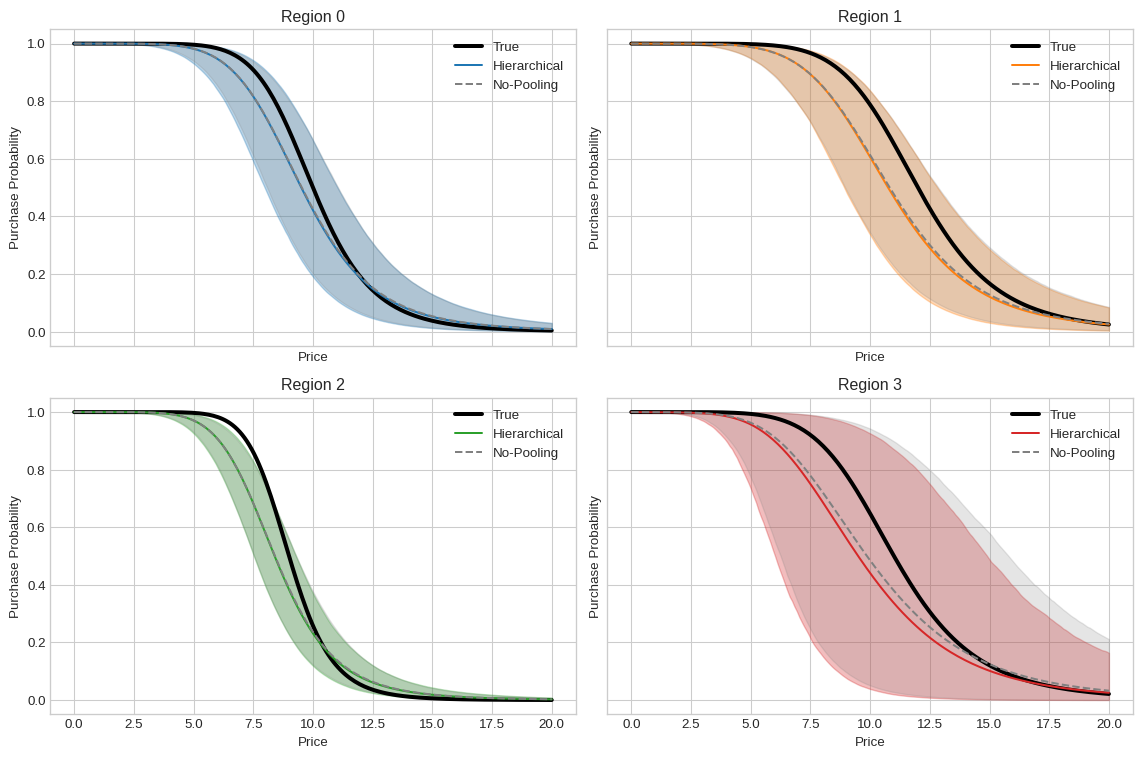 Region 0
True
Hierarchical
No-Pooling
1.0
0.8
0.6
0.4
0.2
0.0
Purchase Probability
Price
Region 1
True
Hierarchical
No-Pooling
Purchase Probability
Price
Region 2
True
Hierarchical
No-Pooling
1.0
0.8
0.6
0.4
0.2
0.0
Purchase Probability
0.0 2.5 5.0 7.5 10.0 12.5 15.0 17.5 20.0
Price
Region 3
True
Hierarchical
No-Pooling
Purchase Probability
0.0 2.5 5.0 7.5 10.0 12.5 15.0 17.5 20.0
Price